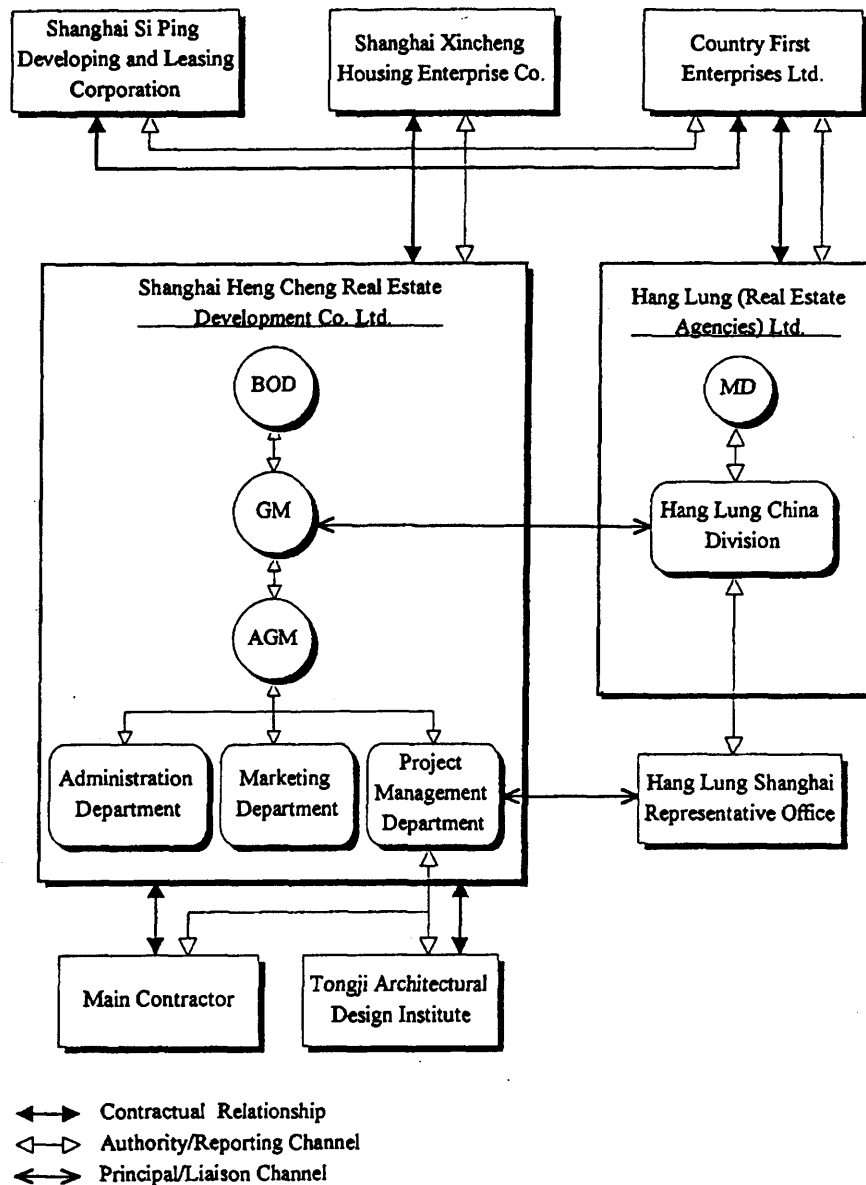 Shanghai Si Ping
Developing and Leasing
Corporation
Shanghai Xincheng
Housing Enterprise Co.
Country First
Enterprises Ltd.
Shanghai Heng Cheng Real Estate
Development Co. Ltd.
BOD
GM
AGM
Administration
Department
Marketing
Department
Project
Management
Department
Hang Lung (Real Estate
Agencies) Ltd.
MD
Hang Lung China
Division
Hang Lung Shanghai
Representative Office
Main Contractor
Tongji Architectural
Design Institute
Contractual Relationship
Authority/Reporting Channel
Principal/Liaison Channel